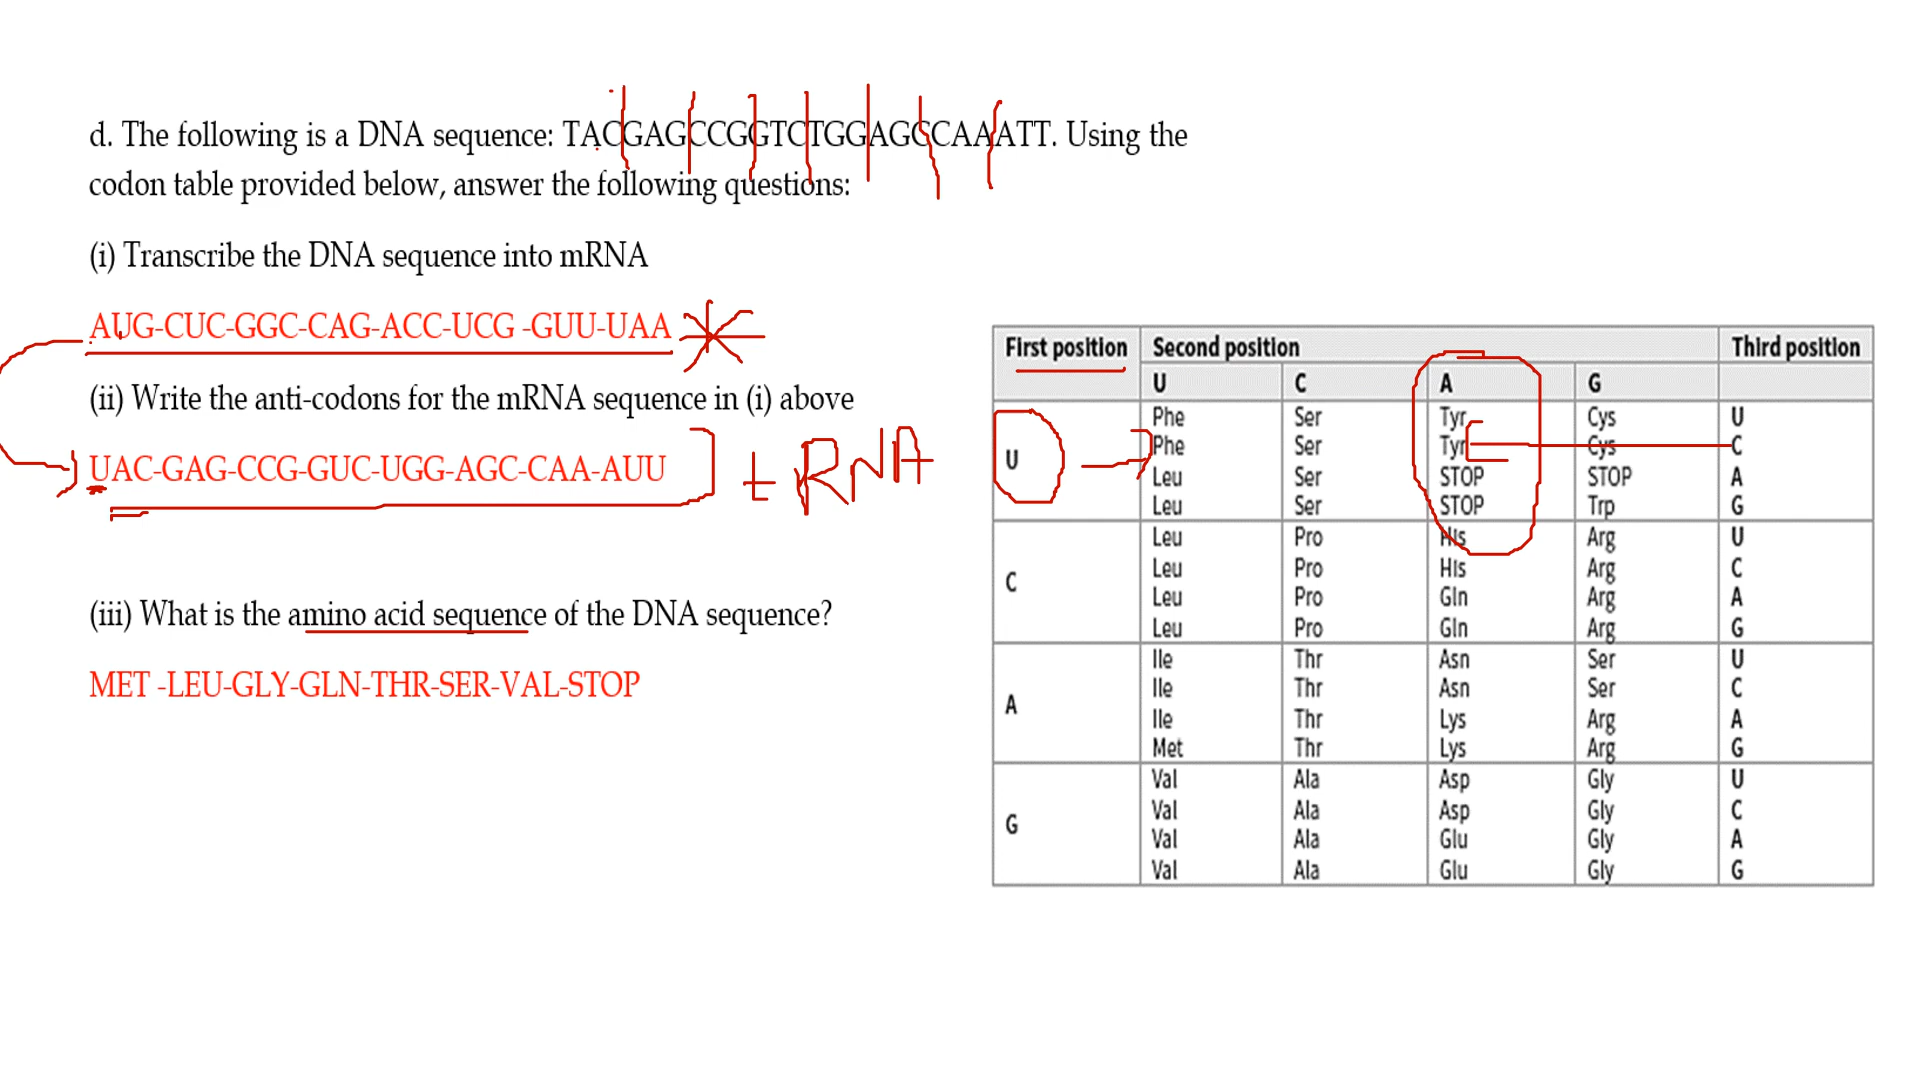 d. The following is a DNA sequence: TACGAGCCGGTCTGGAGCCAAATT. Using the
codon table provided below, answer the following questions:
(i) Transcribe the DNA sequence into mRNA
AUG-CUC-GGC-CAG-ACC-UCG -GUU-UAA
(ii) Write the anti-codons for the mRNA sequence in (i) above
UAC-GAG-CCG-GUC-UGG-AGC-CAA-AUU
tRNA
(iii) What is the amino acid sequence of the DNA sequence?
MET -LEU-GLY-GLN-THR-SER-VAL-STOP
First position Second position Third position
U C A G
U
Phe Ser Tyr Cys U
Phe Ser Tyr Cys C
Leu Ser STOP STOP A
Leu Ser STOP Trp G
C
Leu Pro His Arg U
Leu Pro His Arg C
Leu Pro Gln Arg A
Leu Pro Gln Arg G
A
Ile Thr Asn Ser U
Ile Thr Asn Ser C
Ile Thr Lys Arg A
Met Thr Lys Arg G
G
Val Ala Asp Gly U
Val Ala Asp Gly C
Val Ala Glu Gly A
Val Ala Glu Gly G